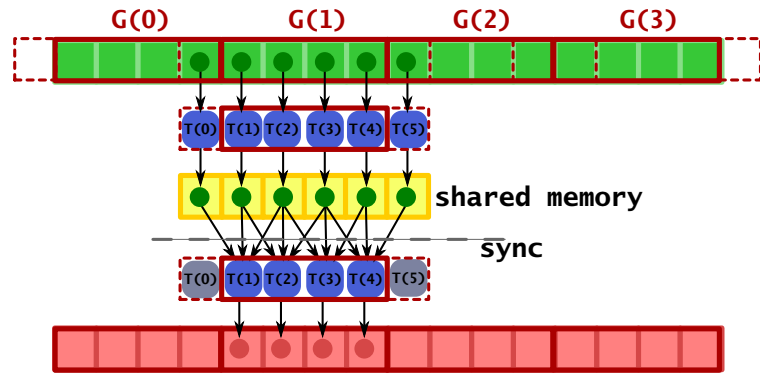 G(0) G(1) G(2) G(3)
T(0) T(1) T(2) T(3) T(4) T(5)
shared memory
sync
T(0) T(1) T(2) T(3) T(4) T(5)